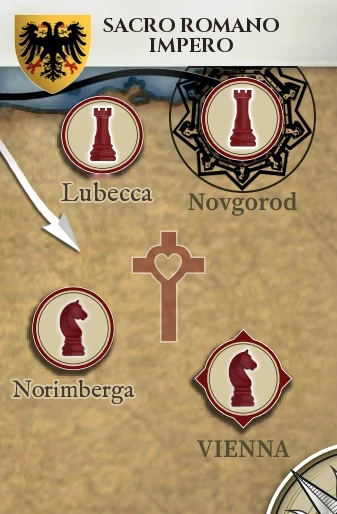 SACRO ROMANO
IMPERO
Lubecca
Novgorod
Norimberga
VIENNA